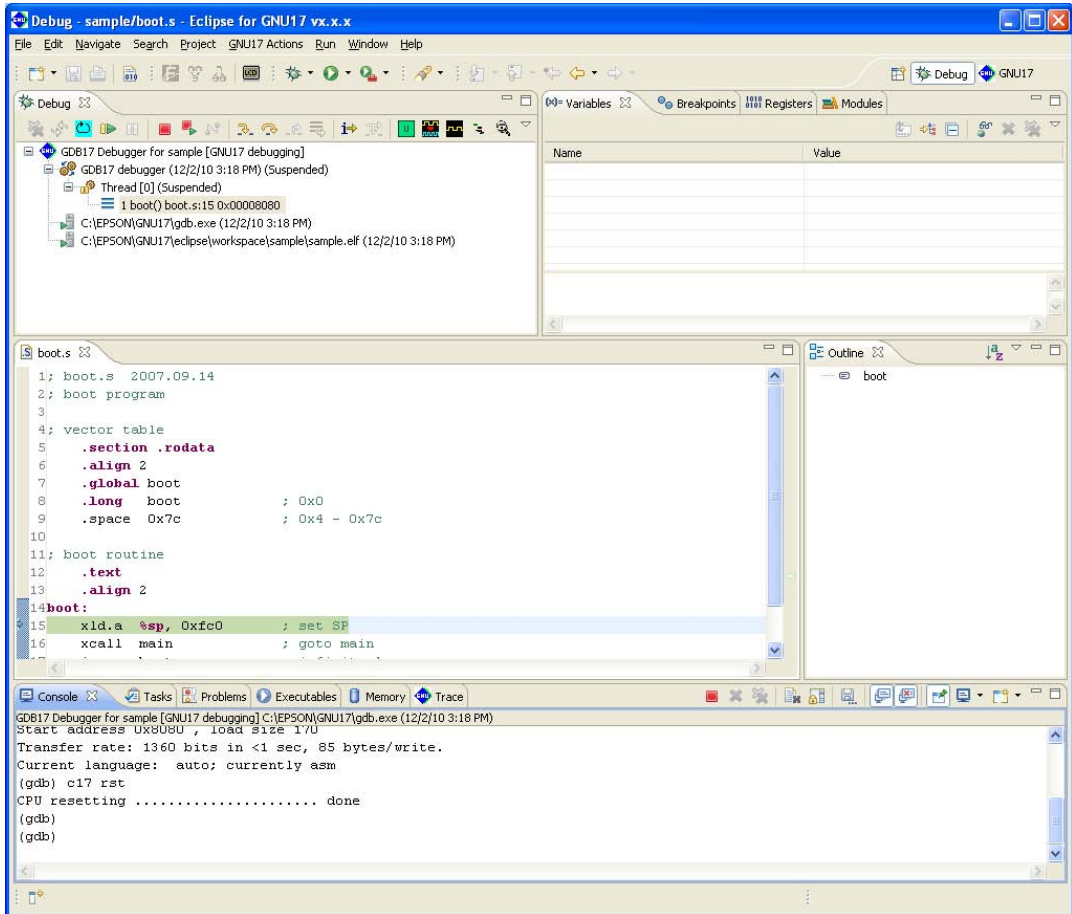 Debug - sample/boot.s - Eclipse for GNU17 vx.x.x
File Edit Navigate Search Project GNU17 Actions Run Window Help
Debug GNU17
Debug
GDB17 Debugger for sample [GNU17 debugging]
GDB17 debugger (12/2/10 3:18 PM) (Suspended)
Thread [0] (Suspended)
1 boot() boot.s:15 0x00008080
C:\EPSON\GNU17\gdb.exe (12/2/10 3:18 PM)
C:\EPSON\GNU17\eclipse\workspace\sample\sample.elf (12/2/10 3:18 PM)
(x)= Variables Breakpoints Registers Modules
Name Value
boot.s
1; boot.s 2007.09.14
2; boot program
3
4; vector table
5 .section .rodata
6 .align 2
7 .global boot
8 .long boot ; 0x0
9 .space 0x7c ; 0x4 - 0x7c
10
11; boot routine
12 .text
13 .align 2
14boot:
15 xld.a %sp, 0xfc0 ; set SP
16 xcall main ; goto main
Outline
boot
Console Tasks Problems Executables Memory Trace
GDB17 Debugger for sample [GNU17 debugging] C:\EPSON\GNU17\gdb.exe (12/2/10 3:18 PM)
Start address 0x8080 , load size 170
Transfer rate: 1360 bits in <1 sec, 85 bytes/write.
Current language: auto; currently asm
(gdb) c17 rst
CPU resetting ...................... done
(gdb)
(gdb)